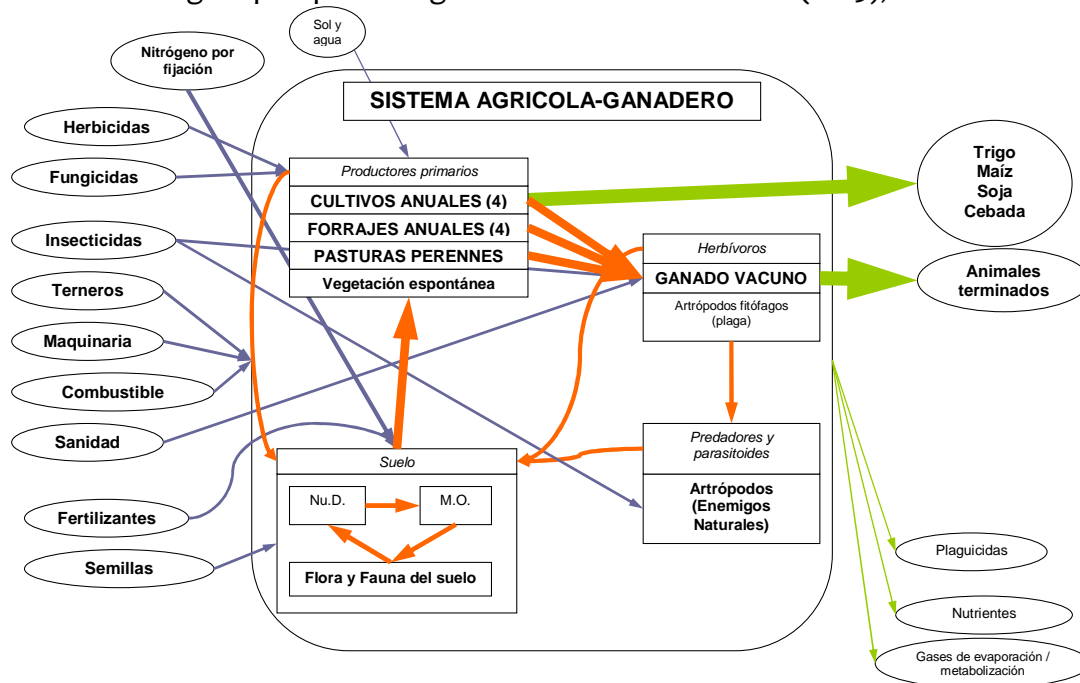 Sol y
agua
Nitrógeno por
fijación
SISTEMA AGRICOLA-GANADERO
Herbicidas
Fungicidas
Insecticidas
Terneros
Maquinaria
Combustible
Sanidad
Fertilizantes
Semillas
Productores primarios
CULTIVOS ANUALES (4)
FORRAJES ANUALES (4)
PASTURAS PERENNES
Vegetación espontánea
Herbívoros
GANADO VACUNO
Artrópodos fitófagos
(plaga)
Predadores y
parasitoides
Artrópodos
(Enemigos
Naturales)
Suelo
Nu.D.
M.O.
Flora y Fauna del suelo
Trigo
Maíz
Soja
Cebada
Animales
terminados
Plaguicidas
Nutrientes
Gases de evaporación /
metabolización